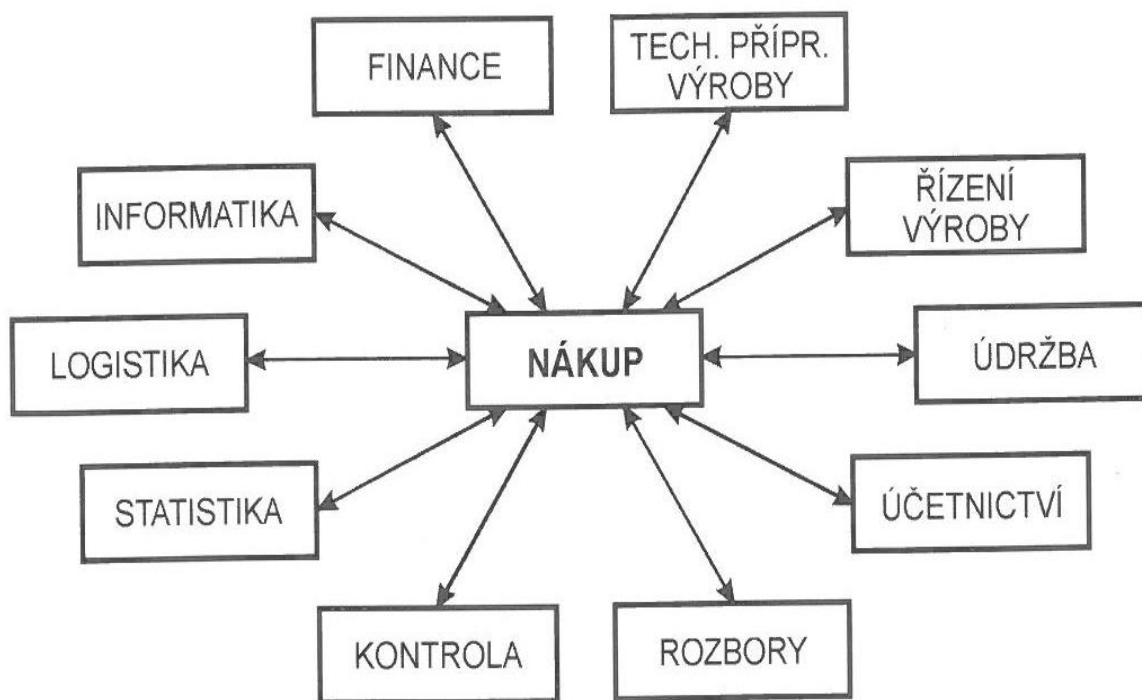 FINANCE
TECH. PŘÍPR.
VÝROBY
INFORMATIKA
ŘÍZENÍ
VÝROBY
LOGISTIKA
NÁKUP
ÚDRŽBA
STATISTIKA
ÚČETNICTVÍ
KONTROLA
ROZBORY